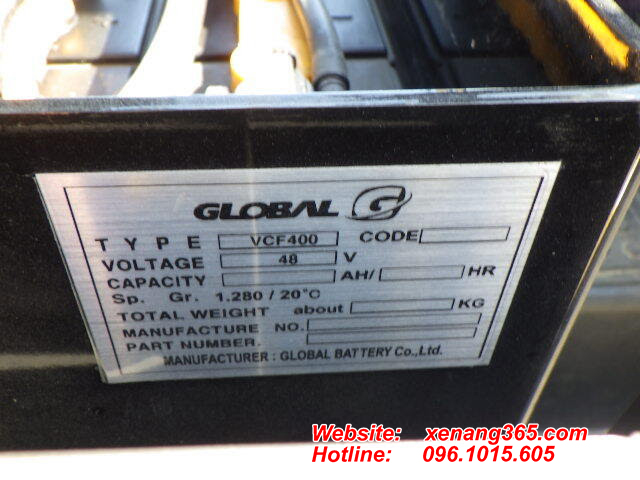 GLOBAL G
TYPE VCF400 CODE
VOLTAGE 48 V
CAPACITY AH/ HR
Sp. Gr. 1.280 / 20°C
TOTAL WEIGHT about KG
MANUFACTURE NO.
PART NUMBER.
MANUFACTURER : GLOBAL BATTERY Co.,Ltd.
Website: xenang365.com
Hotline: 096.1015.605